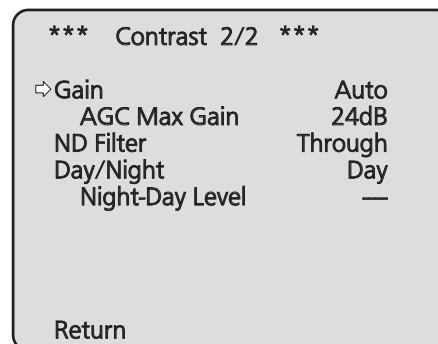 *** Contrast 2/2 ***
⇨Gain Auto
AGC Max Gain 24dB
ND Filter Through
Day/Night Day
Night-Day Level —
Return